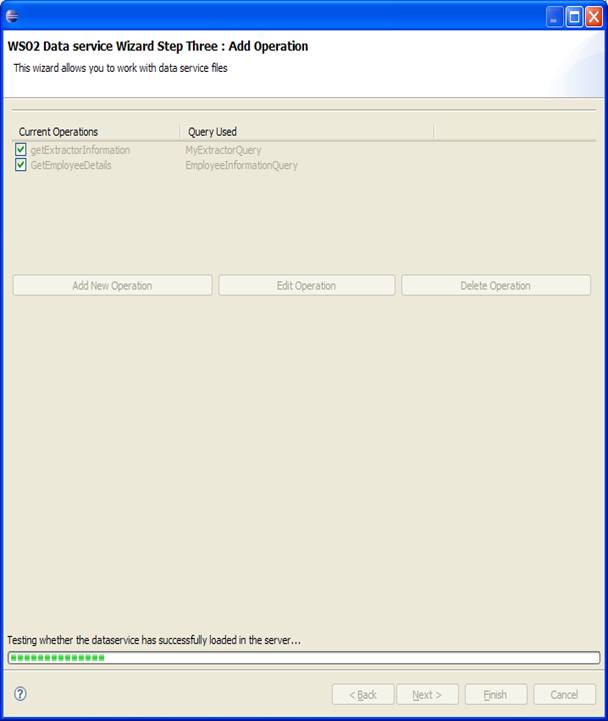 WSO2 Data service Wizard Step Three : Add Operation
This wizard allows you to work with data service files
Current Operations Query Used
getExtractorInformation MyExtractorQuery
GetEmployeeDetails EmployeeInformationQuery
Add New Operation Edit Operation Delete Operation
Testing whether the dataservice has successfully loaded in the server...
? < Back Next > Finish Cancel